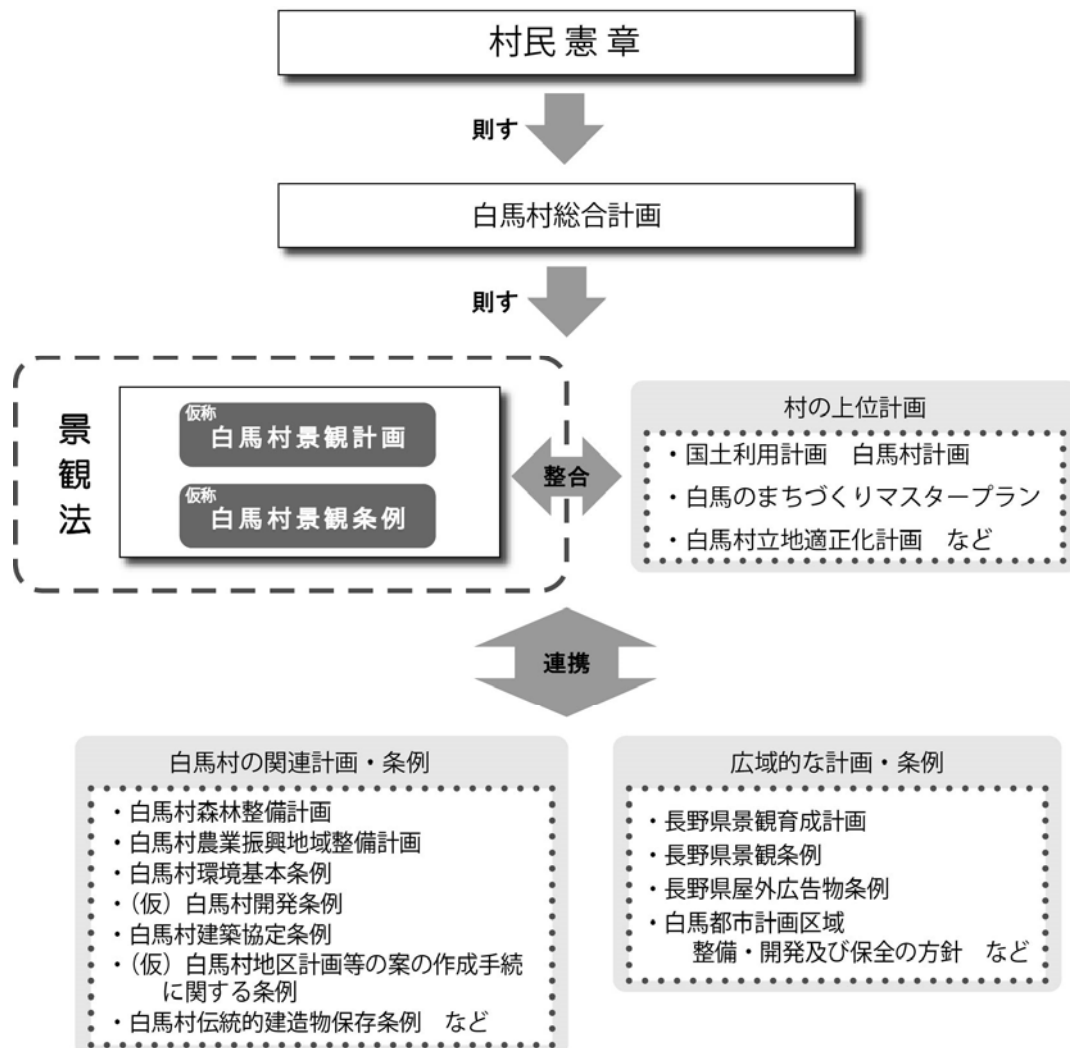 村民憲章
則す
白馬村総合計画
則す
景観法
仮称
白馬村景観計画
仮称
白馬村景観条例
整合
村の上位計画
・国土利用計画　白馬村計画
・白馬のまちづくりマスタープラン
・白馬村立地適正化計画　など
連携
白馬村の関連計画・条例
・白馬村森林整備計画
・白馬村農業振興地域整備計画
・白馬村環境基本条例
・（仮）白馬村開発条例
・白馬村建築協定条例
・（仮）白馬村地区計画等の案の作成手続
に関する条例
・白馬村伝統的建造物保存条例　など
広域的な計画・条例
・長野県景観育成計画
・長野県景観条例
・長野県屋外広告物条例
・白馬都市計画区域
整備・開発及び保全の方針　など